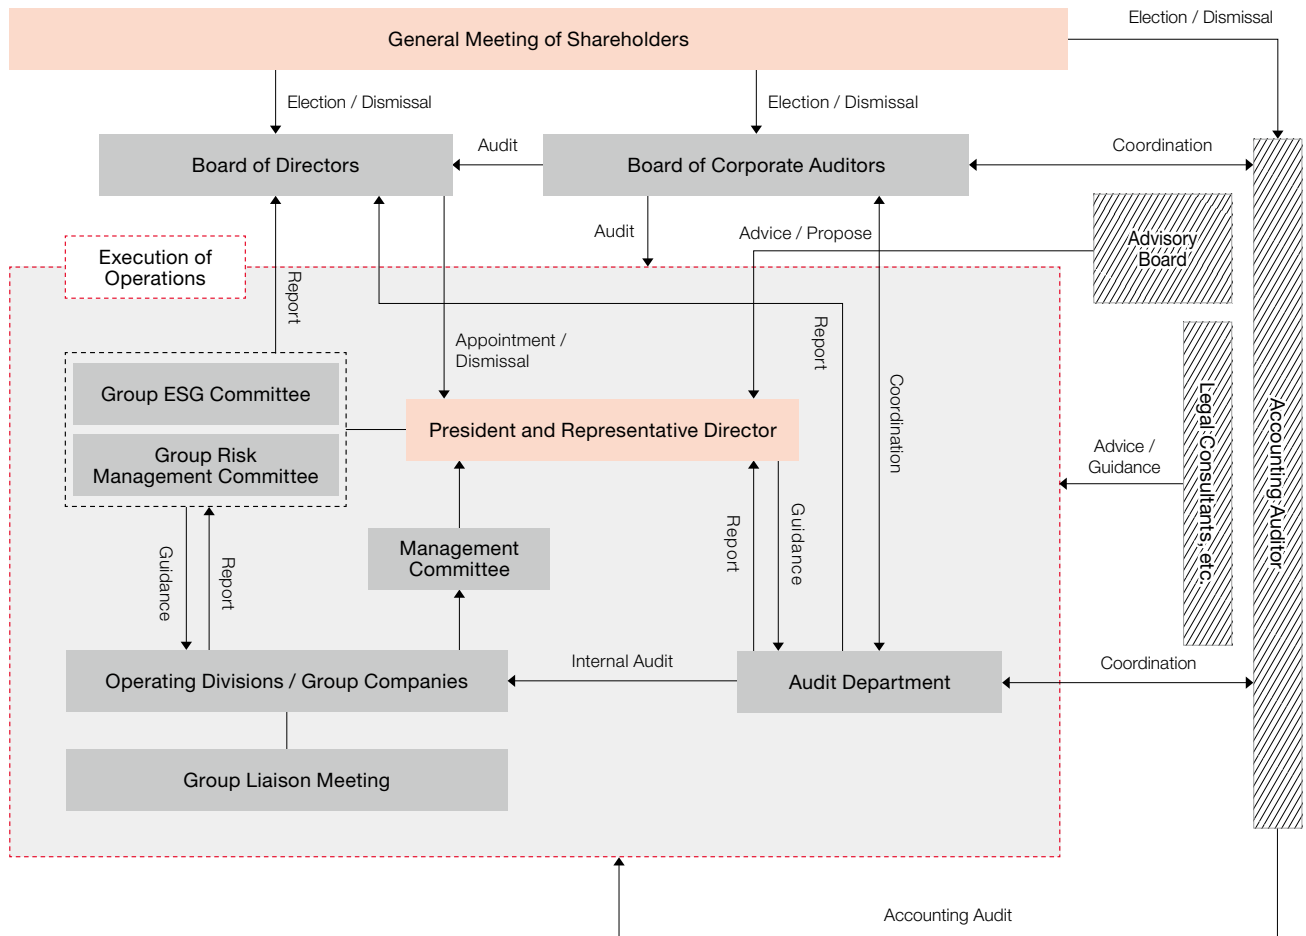 Election / Dismissal
General Meeting of Shareholders
Election / Dismissal
Election / Dismissal
Board of Directors
Audit
Board of Corporate Auditors
Coordination
Audit
Advice / Propose
Advisory
Board
Execution of
Operations
Report
Appointment /
Dismissal
Report
Coordination
Group ESG Committee
Group Risk
Management Committee
President and Representative Director
Advice /
Guidance
Legal Consultants, etc.
Accounting Auditor
Guidance
Report
Management
Committee
Report
Guidance
Operating Divisions / Group Companies
Internal Audit
Audit Department
Coordination
Group Liaison Meeting
Accounting Audit